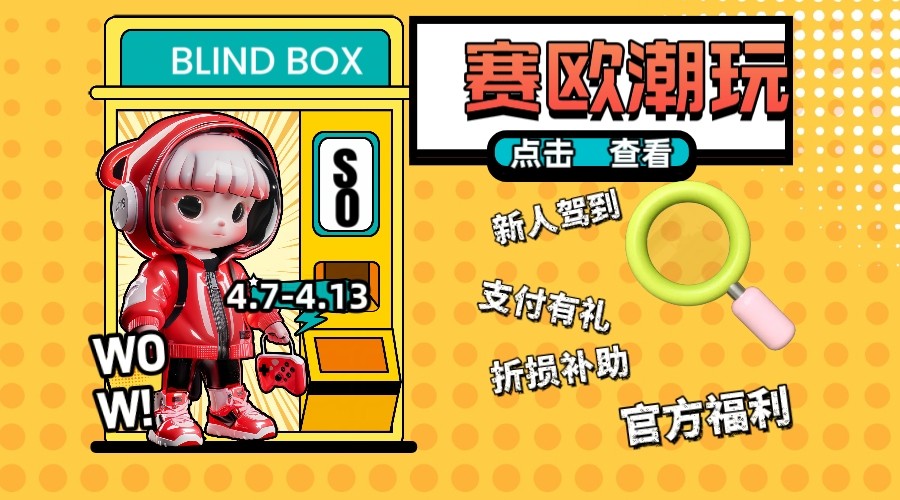 BLIND BOX
赛欧潮玩
点击 查看
S
O
新人驾到
4.7-4.13
支付有礼
WO
W!
折损补助
官方福利